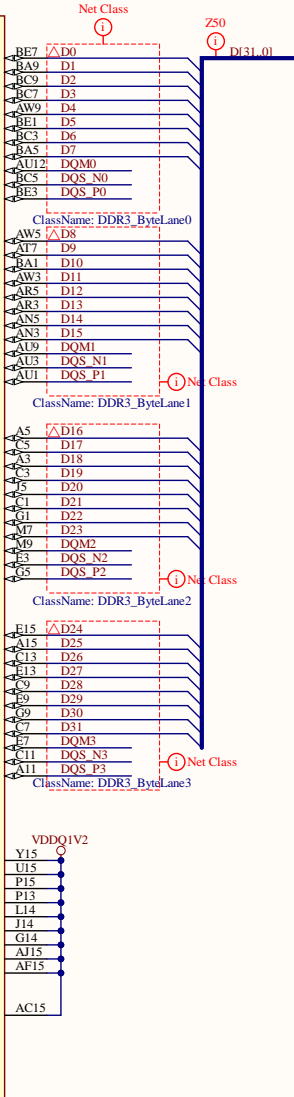 Net Class
i
Z50
i
D[31..0]
BE7 D0
BA9 D1
BC9 D2
BC7 D3
AW9 D4
BE1 D5
BC3 D6
BA5 D7
AU12 DQM0
BC5 DQS_N0
BE3 DQS_P0
ClassName: DDR3_ByteLane0
AW5 D8
AT7 D9
BA1 D10
AW3 D11
AR5 D12
AR3 D13
AN5 D14
AN3 D15
AU9 DQM1
AU3 DQS_N1
AU1 DQS_P1
i Net Class
ClassName: DDR3_ByteLane1
A5 D16
C5 D17
A3 D18
C3 D19
J5 D20
C1 D21
G1 D22
M7 D23
M9 DQM2
E3 DQS_N2
G5 DQS_P2
i Net Class
ClassName: DDR3_ByteLane2
E15 D24
A15 D25
C13 D26
E13 D27
C9 D28
E9 D29
G9 D30
C7 D31
E7 DQM3
C11 DQS_N3
A11 DQS_P3
i Net Class
ClassName: DDR3_ByteLane3
VDDQ1V2
Y15
U15
P15
P13
L14
J14
G14
AJ15
AF15
AC15